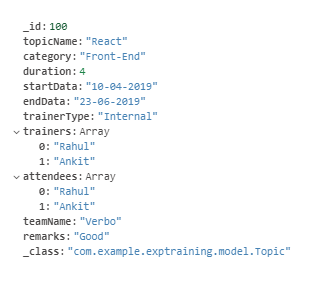 _id:100
topicName:"React"
category:"Front-End"
duration:4
startData:"10-04-2019"
endData:"23-06-2019"
trainerType:"Internal"
trainers:Array
0:"Rahul"
1:"Ankit"
attendees:Array
0:"Rahul"
1:"Ankit"
teamName:"Verbo"
remarks:"Good"
_class:"com.example.exptraining.model.Topic"